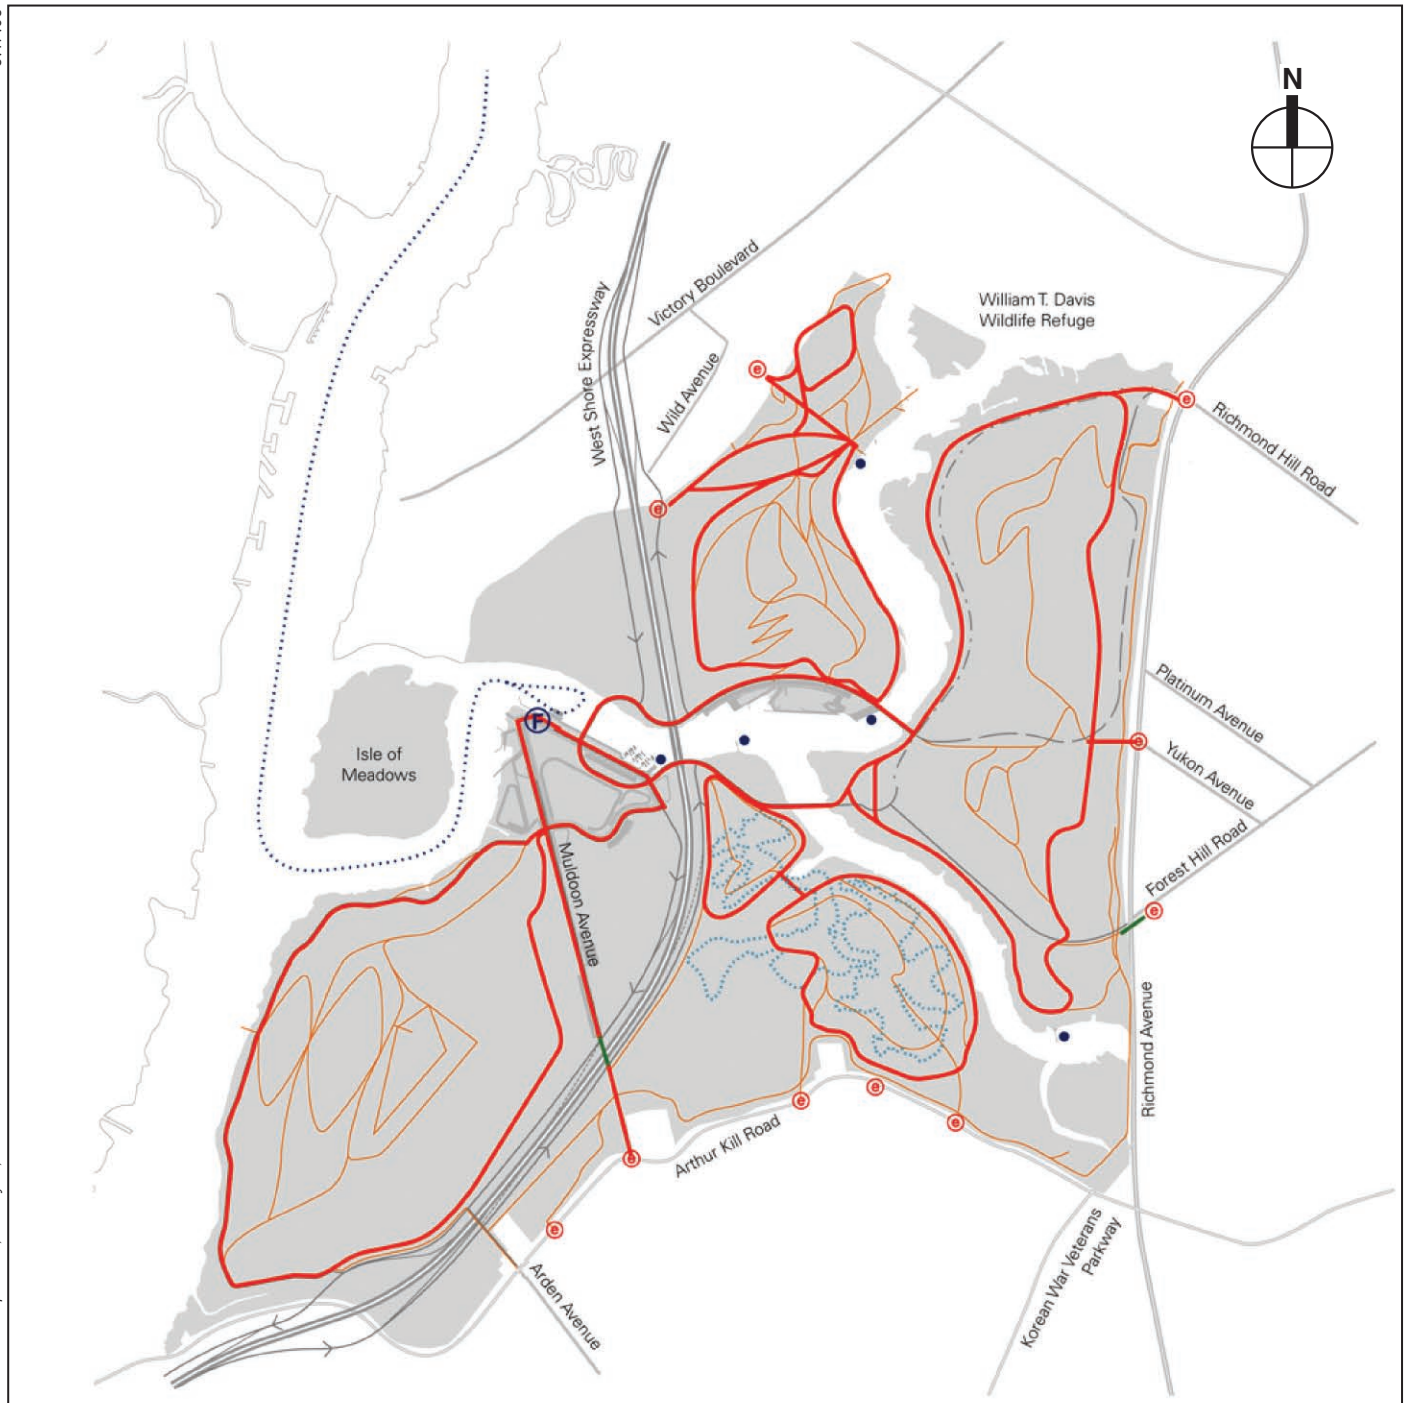 N
William T. Davis
Wildlife Refuge
Victory Boulevard
West Shore Expressway
Wild Avenue
e
e
Richmond Hill Road
e
Platinum Avenue
F
Isle of
Meadows
e
Yukon Avenue
Forest Hill Road
Muldoon Avenue
e
Richmond Avenue
e
e
e
Arthur Kill Road
e
e
Korean War Veterans
Parkway
Arden Avenue